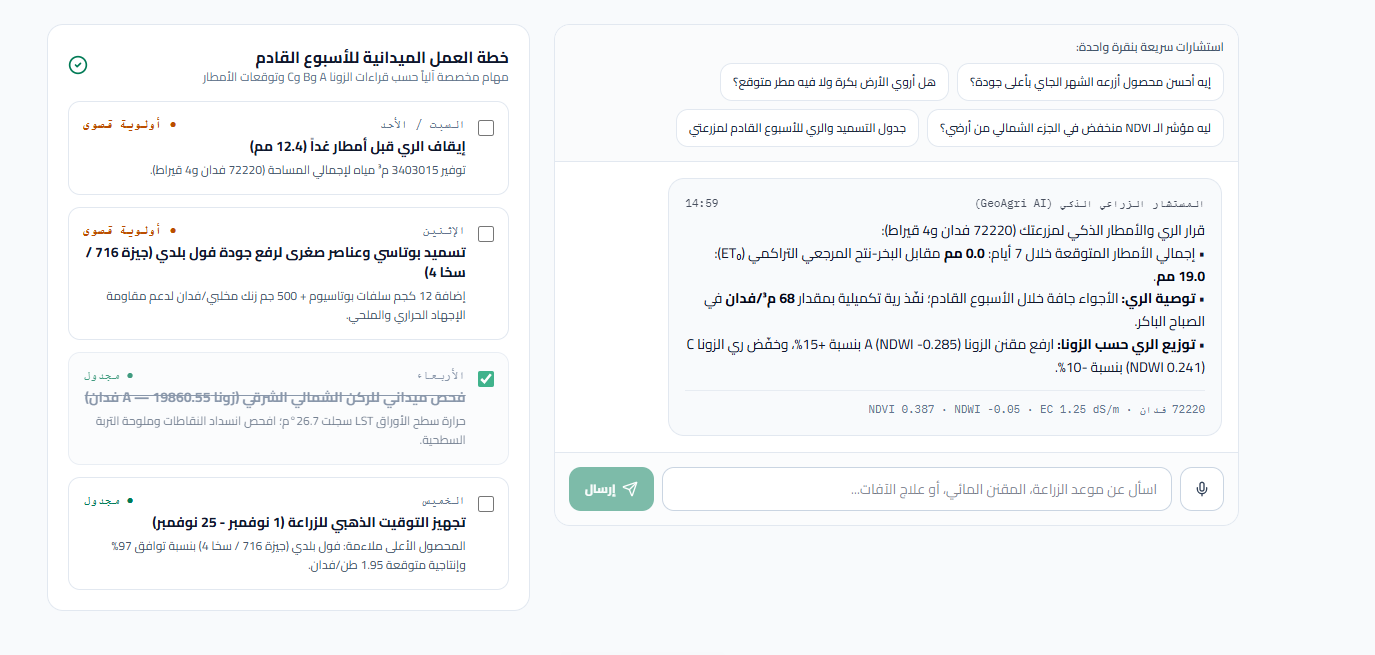 استشارات سريعة بنقرة واحدة:
إيه أحسن محصول أزرعه الشهر الجاي بأعلى جودة؟
هل أروي الأرض بكرة ولا فيه مطر متوقع؟
ليه مؤشر الـ NDVI منخفض في الجزء الشمالي من أرضي؟
جدول التسميد والري للأسبوع القادم لمزرعتي
المستشار الزراعي الذكي (GeoAgri AI)
14:59
قرار الري والأمطار الذكي لمزرعتك (72220 فدان و4 قيراط):
• إجمالي الأمطار المتوقعة خلال 7 أيام: 0.0 مم مقابل البخر-نتح المرجعي التراكمي (ET₀):
19.0 مم.
• توصية الري: الأجواء جافة خلال الأسبوع القادم؛ نفّذ رية تكميلية بمقدار 68 م³/فدان في
الصباح الباكر.
• توزيع الري حسب الزونا: ارفع مقنن الزونا A (NDWI -0.285) بنسبة +15%، وخفّض ري الزونا C
(NDWI 0.241) بنسبة -10%.
72220 فدان · NDVI 0.387 · NDWI -0.05 · EC 1.25 dS/m
اسأل عن موعد الزراعة، المقنن المائي، أو علاج الآفات...
إرسال
خطة العمل الميدانية للأسبوع القادم
مهام مخصصة آلياً حسب قراءات الزونا A وB وC وتوقعات الأمطار
السبت / الأحد
● أولوية قصوى
إيقاف الري قبل أمطار غداً (12.4 مم)
توفير 3403015 م³ مياه لإجمالي المساحة (72220 فدان و4 قيراط).
الإثنين
● أولوية قصوى
تسميد بوتاسي وعناصر صغرى لرفع جودة فول بلدي (جيزة 716 /
سخا 4)
إضافة 12 كجم سلفات بوتاسيوم + 500 جم زنك مخلبي/فدان لدعم مقاومة
الإجهاد الحراري والملحي.
الأربعاء
● مجدول
فحص ميداني للركن الشمالي الشرقي (زونا A — 19860.55 فدان)
حرارة سطح الأوراق LST سجلت 26.7°م؛ افحص انسداد النقاطات وملوحة التربة
السطحية.
الخميس
● مجدول
تجهيز التوقيت الذهبي للزراعة (1 نوفمبر - 25 نوفمبر)
المحصول الأعلى ملاءمة: فول بلدي (جيزة 716 / سخا 4) بنسبة توافق 97%
وإنتاجية متوقعة 1.95 طن/فدان.